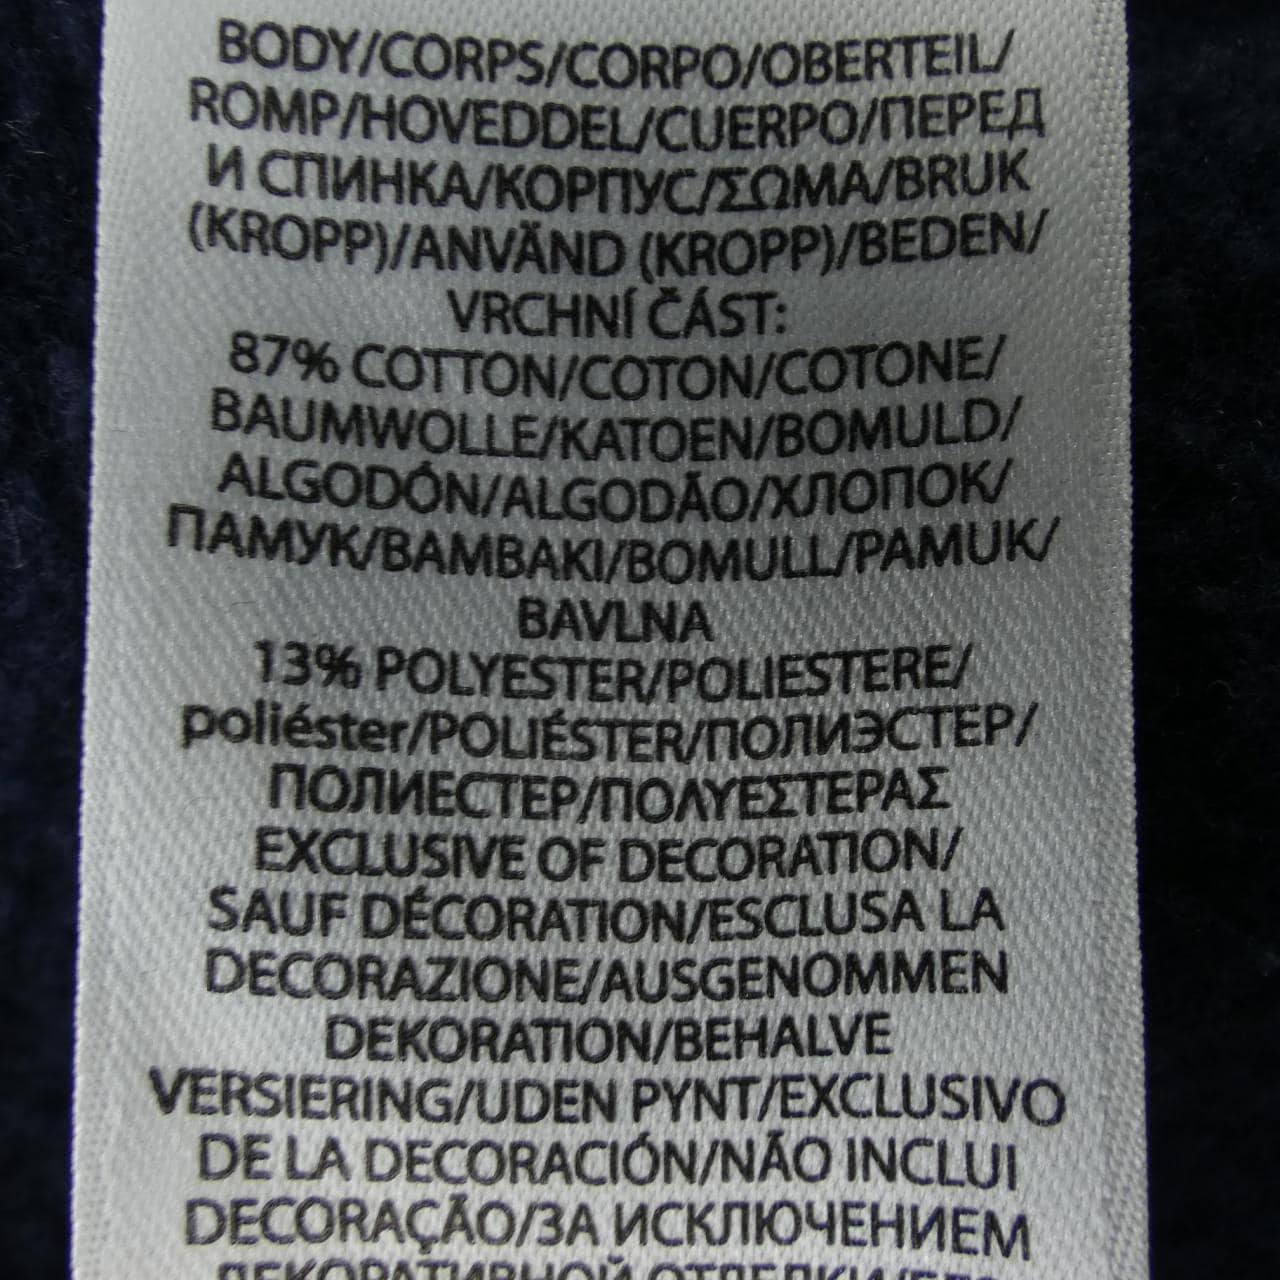 BODY/CORPS/CORPO/OBERTEIL/
ROMP/HOVEDDEL/CUERPO/ПЕРЕД
И СПИНКА/КОРПУС/ΣΩΜΑ/BRUK
(KROPP)/ANVÄND (KROPP)/BEDEN/
VRCHNÍ ČÁST:
87% COTTON/COTON/COTONE/
BAUMWOLLE/KATOEN/BOMULD/
ALGODÓN/ALGODÃO/ХЛОПОК/
ПАМУК/BAMBAKI/BOMULL/PAMUK/
BAVLNA
13% POLYESTER/POLIESTERE/
poliéster/POLIÉSTER/ПОЛИЭСТЕР/
ПОЛИЕСТЕР/ΠΟΛΥΕΣΤΕΡΑΣ
EXCLUSIVE OF DECORATION/
SAUF DÉCORATION/ESCLUSA LA
DECORAZIONE/AUSGENOMMEN
DEKORATION/BEHALVE
VERSIERING/UDEN PYNT/EXCLUSIVO
DE LA DECORACIÓN/NÃO INCLUI
DECORAÇÃO/ЗА ИСКЛЮЧЕНИЕМ
ДЕКОРАТИВНОЙ ОТДЕЛКИ/БЕЗ